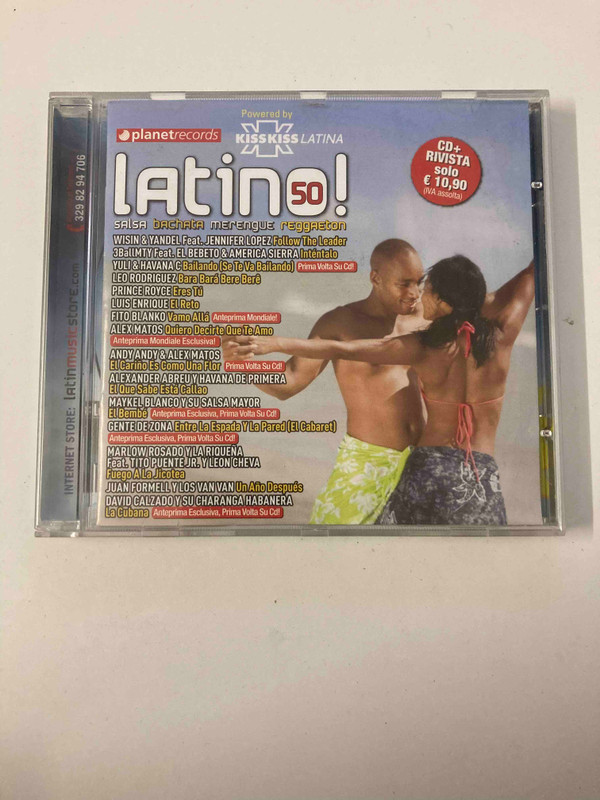 Powered by
planetrecords
KISSKISS LATINA
latino! 50
salsa bachata merengue reggaeton
CD+
RIVISTA
solo
€ 10,90
(IVA assolta)
WISIN & YANDEL Feat. JENNIFER LOPEZ Follow The Leader
3BallMTY Feat. EL BEBETO & AMERICA SIERRA Inténtalo
YULI & HAVANA C Bailando (Se Te Va Bailando) Prima Volta Su Cd!
LEO RODRIGUEZ Bara Bará Bere Berê
PRINCE ROYCE Eres Tú
LUIS ENRIQUE El Reto
FITO BLANKO Vamo Allá Anteprima Mondiale!
ALEX MATOS Quiero Decirte Que Te Amo
Anteprima Mondiale Esclusiva!
ANDY ANDY & ALEX MATOS
El Cariño Es Como Una Flor Prima Volta Su Cd!
ALEXANDER ABREU Y HAVANA DE PRIMERA
El Que Sabe Está Callao
MAYKEL BLANCO Y SU SALSA MAYOR
El Bembé Anteprima Esclusiva, Prima Volta Su Cd!
GENTE DE ZONA Entre La Espada Y La Pared (El Cabaret)
Anteprima Esclusiva, Prima Volta Su Cd!
MARLOW ROSADO Y LA RIQUEÑA
Feat. TITO PUENTE JR. Y LEON CHEVA
Fuego A La Jicotea
JUAN FORMELL Y LOS VAN VAN Un Año Después
DAVID CALZADO Y SU CHARANGA HABANERA
La Cubana Anteprima Esclusiva, Prima Volta Su Cd!
INTERNET STORE: latinmusicstore.com
329 82 94 706